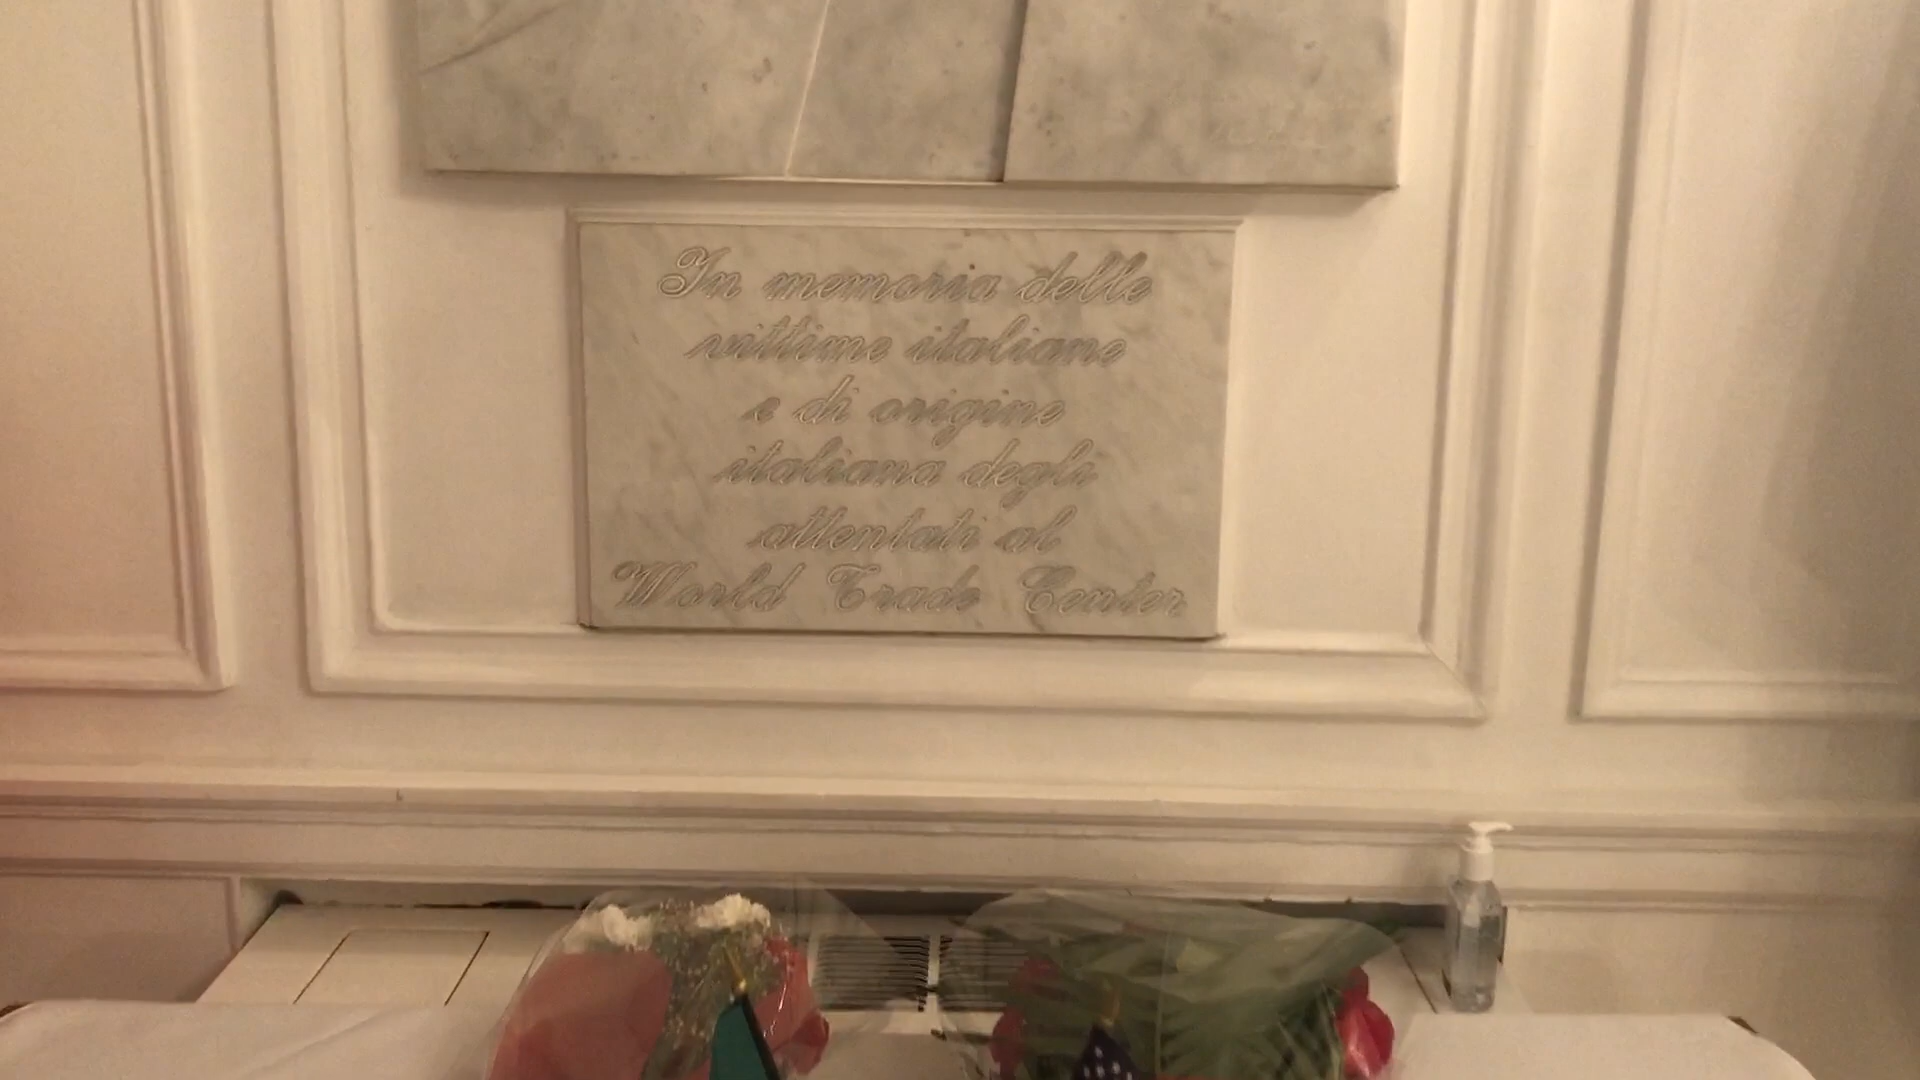 In memoria delle
vittime italiane
e di origine
italiana degli
attentati al
World Trade Center